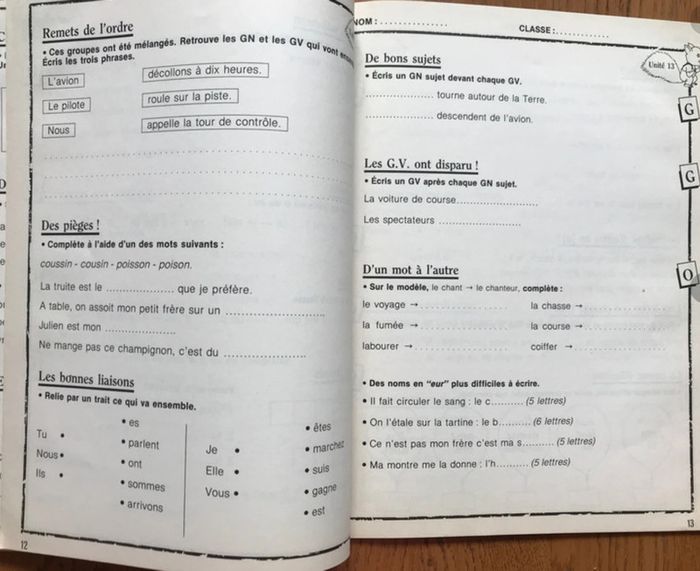 Remets de l'ordre
• Ces groupes ont été mélangés. Retrouve les GN et les GV qui vont
Écris les trois phrases.
L'avion
décollons à dix heures.
Le pilote
roule sur la piste.
Nous
appelle la tour de contrôle.
Des pièges !
• Complète à l'aide d'un des mots suivants :
coussin - cousin - poisson - poison.
La truite est le .................... que je préfère.
A table, on assoit mon petit frère sur un ..............................
Julien est mon ....................
Ne mange pas ce champignon, c'est du .......................
Les bonnes liaisons
• Relie par un trait ce qui va ensemble.
Tu •
Nous •
Ils •
• es
• parlent
• ont
• sommes
• arrivons
Je •
Elle •
Vous •
• êtes
• marchez
• suis
• gagne
• est
12
NOM : ................
CLASSE : .............
Unité 13
De bons sujets
• Écris un GN sujet devant chaque GV.
.................... tourne autour de la Terre.
.................... descendent de l'avion.
Les G.V. ont disparu !
• Écris un GV après chaque GN sujet.
La voiture de course........................
Les spectateurs ........................
D'un mot à l'autre
• Sur le modèle, le chant → le chanteur, complète :
le voyage → ........................ la chasse → ........................
la fumée → ........................ la course → ........................
labourer → ........................ coiffer → ........................
• Des noms en "eur" plus difficiles à écrire.
• Il fait circuler le sang : le c.......... (5 lettres)
• On l'étale sur la tartine : le b.......... (6 lettres)
• Ce n'est pas mon frère c'est ma s.......... (5 lettres)
• Ma montre me la donne : l'h.......... (5 lettres)
G
G
O
13